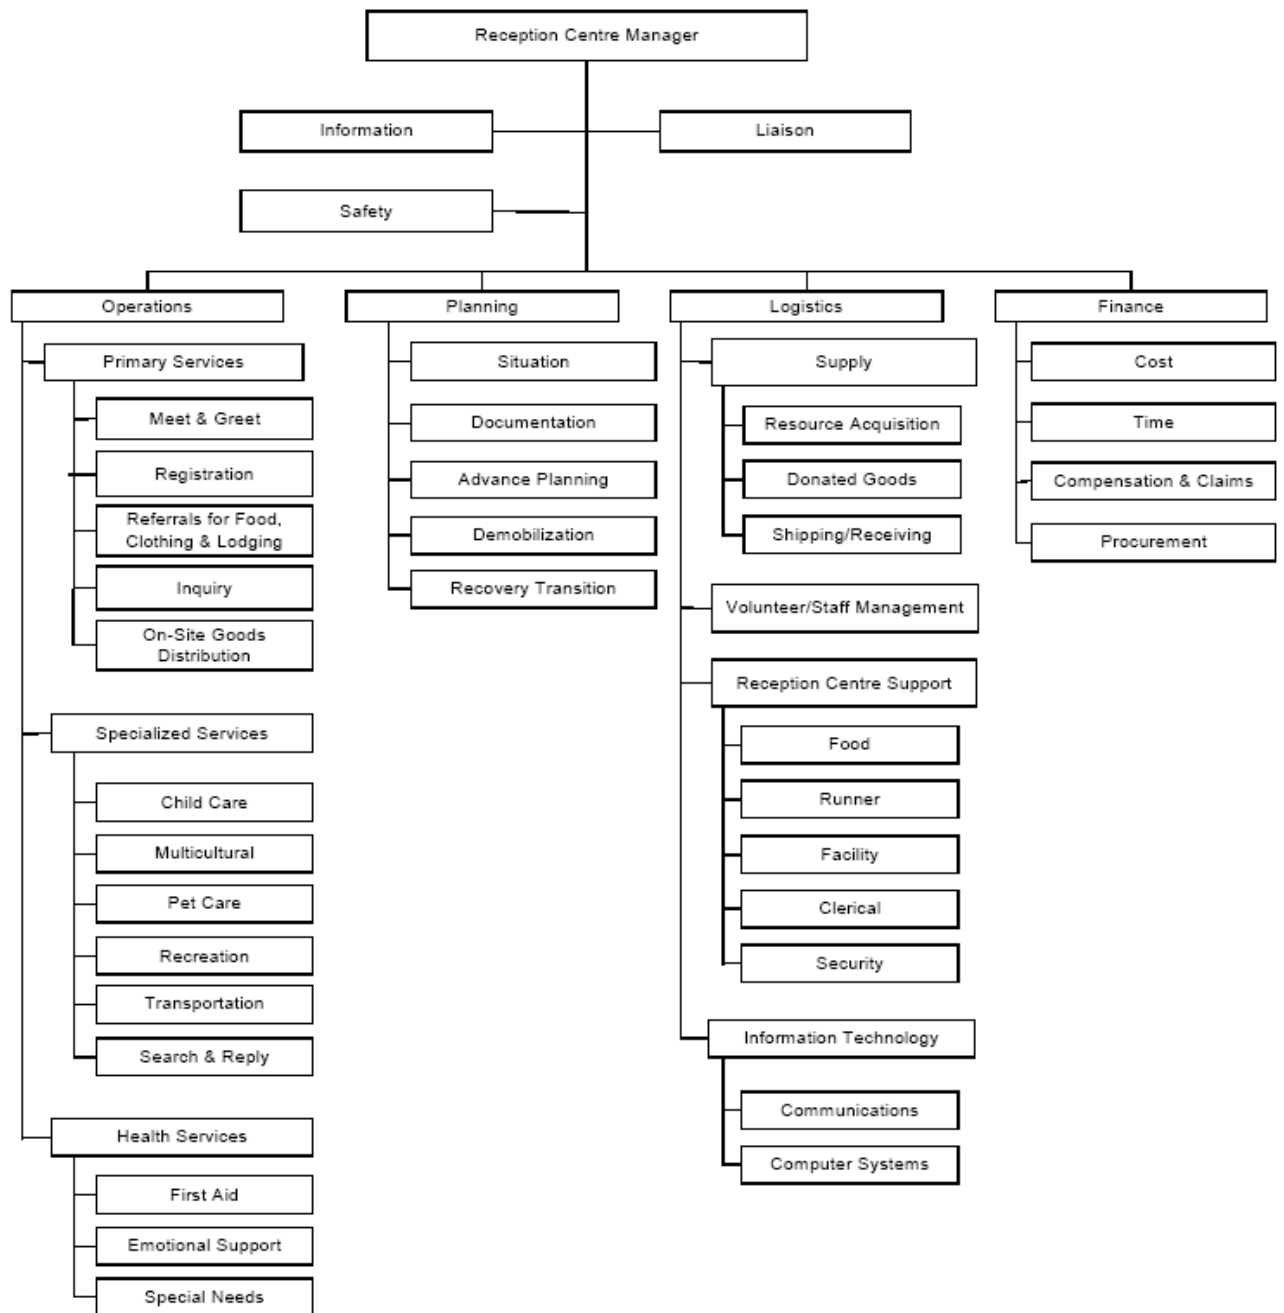 Reception Centre Manager
Information
Liaison
Safety
Operations
Planning
Logistics
Finance
Primary Services
Meet & Greet
Registration
Referrals for Food,
Clothing & Lodging
Inquiry
On-Site Goods
Distribution
Specialized Services
Child Care
Multicultural
Pet Care
Recreation
Transportation
Search & Reply
Health Services
First Aid
Emotional Support
Special Needs
Situation
Documentation
Advance Planning
Demobilization
Recovery Transition
Supply
Resource Acquisition
Donated Goods
Shipping/Receiving
Volunteer/Staff Management
Reception Centre Support
Food
Runner
Facility
Clerical
Security
Information Technology
Communications
Computer Systems
Cost
Time
Compensation & Claims
Procurement